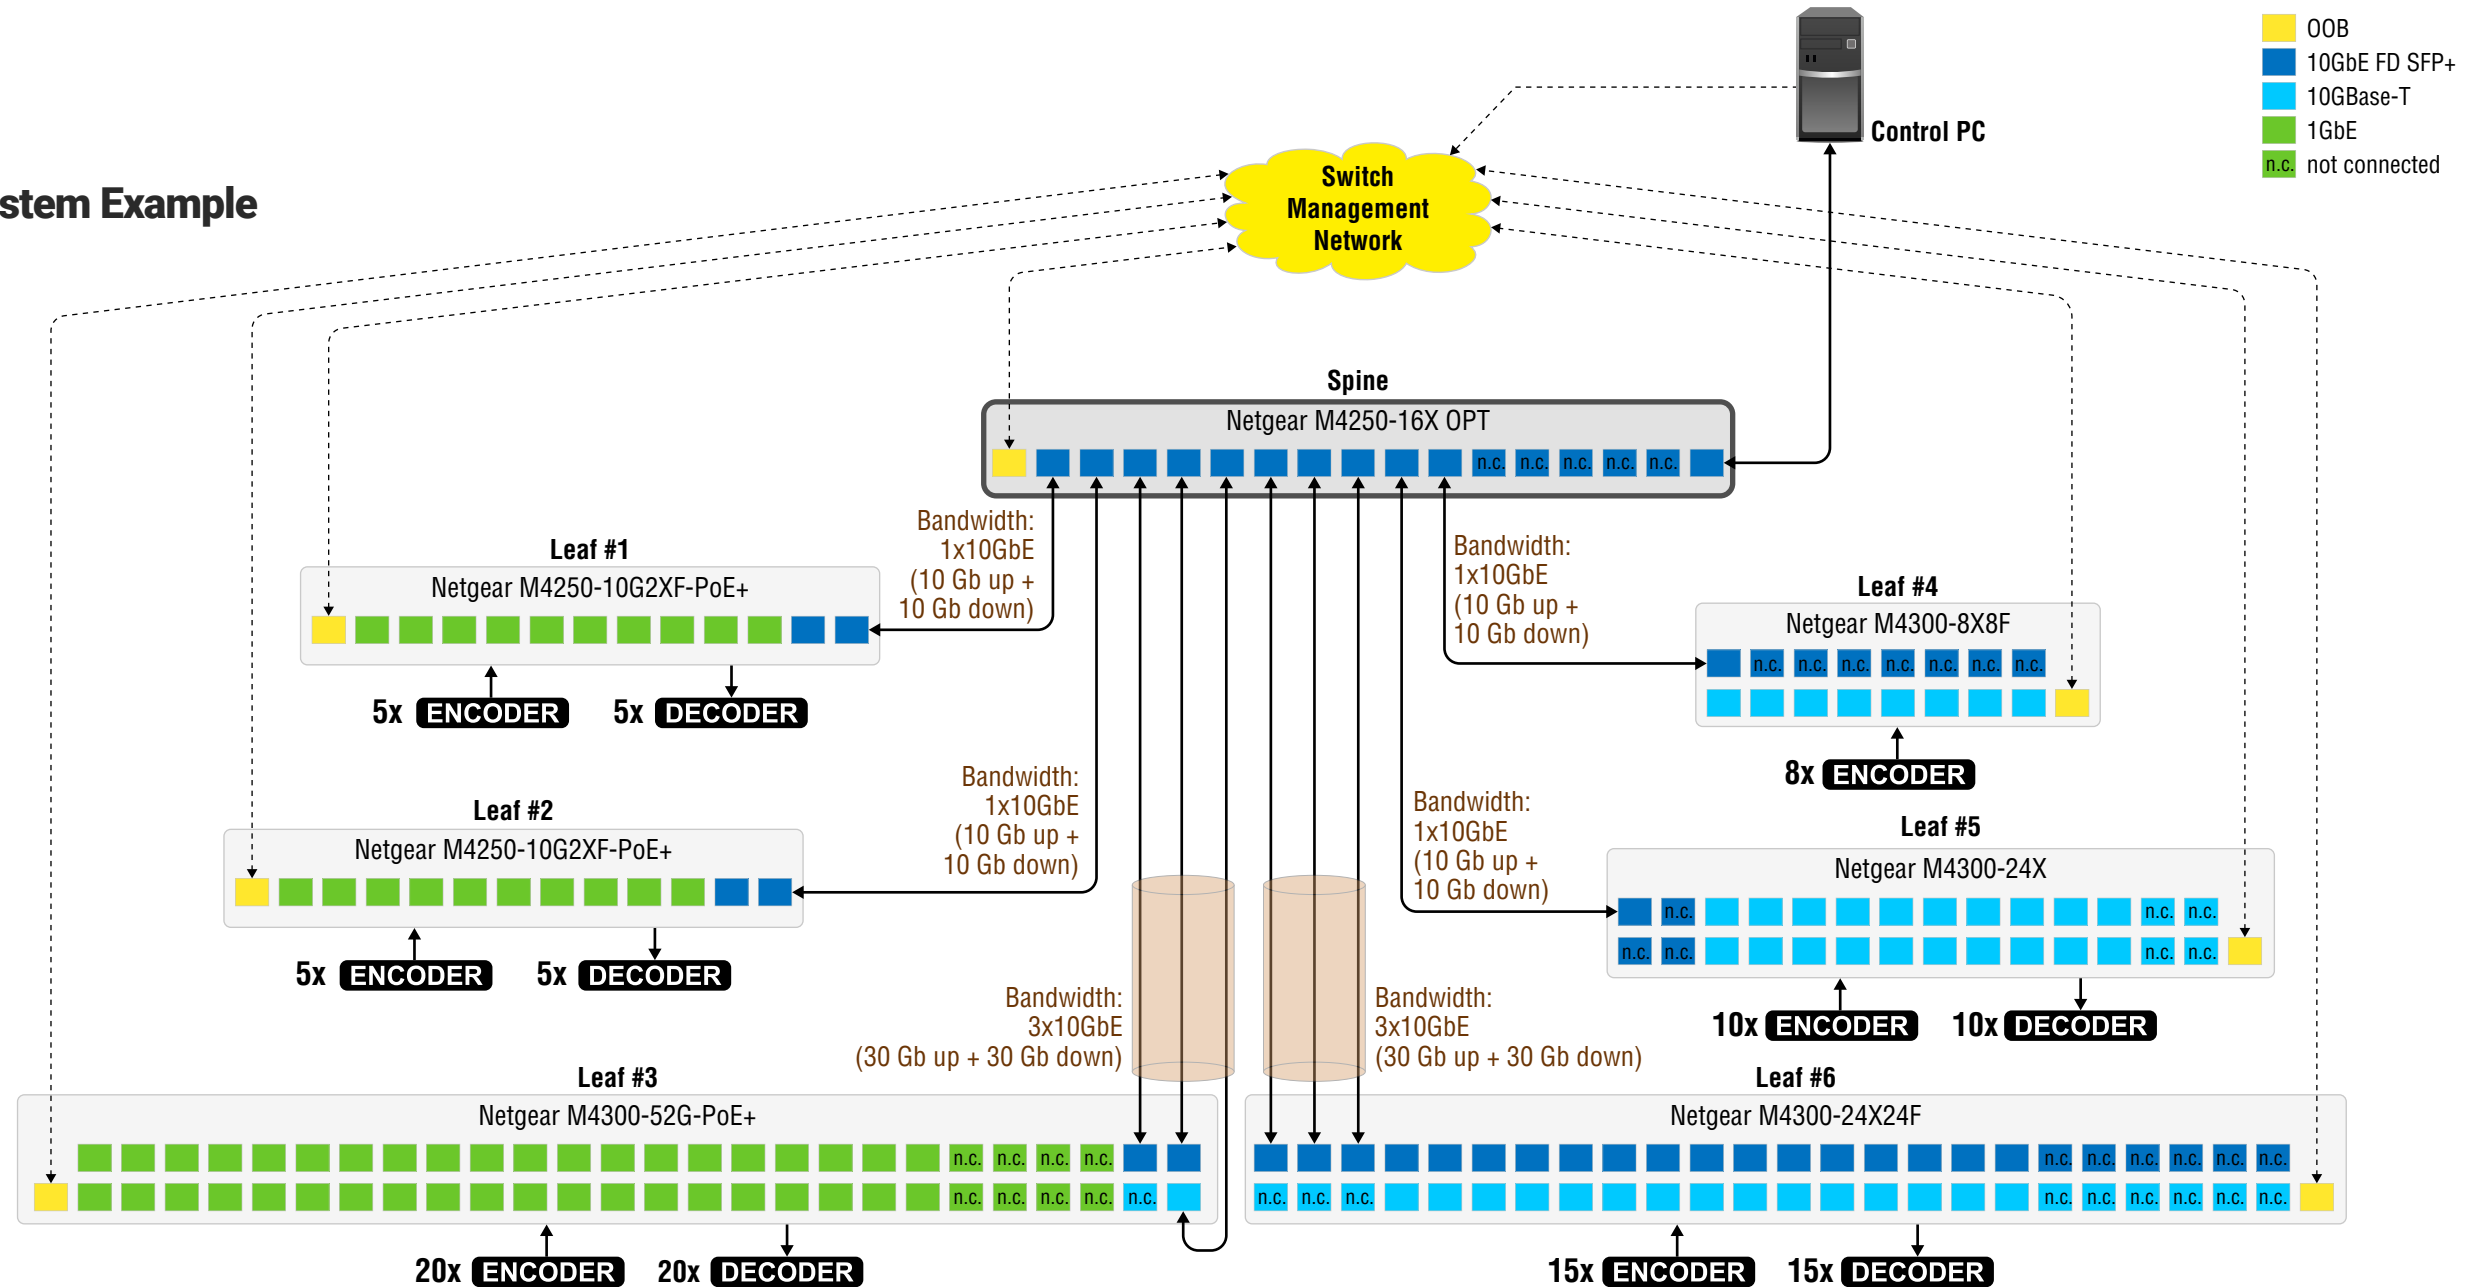 OOB
10GbE FD SFP+
10GBase-T
1GbE
n.c. not connected
Control PC
Switch
Management
Network
stem Example
Spine
Netgear M4250-16X OPT
n.c. n.c. n.c. n.c. n.c.
Bandwidth:
1x10GbE
(10 Gb up +
10 Gb down)
Leaf #1
Netgear M4250-10G2XF-PoE+
5x ENCODER 5x DECODER
Bandwidth:
1x10GbE
(10 Gb up +
10 Gb down)
Leaf #4
Netgear M4300-8X8F
n.c. n.c. n.c. n.c. n.c. n.c. n.c.
8x ENCODER
Bandwidth:
1x10GbE
(10 Gb up +
10 Gb down)
Leaf #2
Netgear M4250-10G2XF-PoE+
5x ENCODER 5x DECODER
Bandwidth:
1x10GbE
(10 Gb up +
10 Gb down)
Leaf #5
Netgear M4300-24X
n.c. n.c. n.c.
n.c. n.c. n.c. n.c.
10x ENCODER 10x DECODER
Bandwidth:
3x10GbE
(30 Gb up + 30 Gb down)
Leaf #3
Netgear M4300-52G-PoE+
n.c. n.c. n.c. n.c.
n.c. n.c. n.c. n.c. n.c.
20x ENCODER 20x DECODER
Bandwidth:
3x10GbE
(30 Gb up + 30 Gb down)
Leaf #6
Netgear M4300-24X24F
n.c. n.c. n.c. n.c. n.c. n.c.
n.c. n.c. n.c. n.c. n.c. n.c. n.c. n.c. n.c.
15x ENCODER 15x DECODER